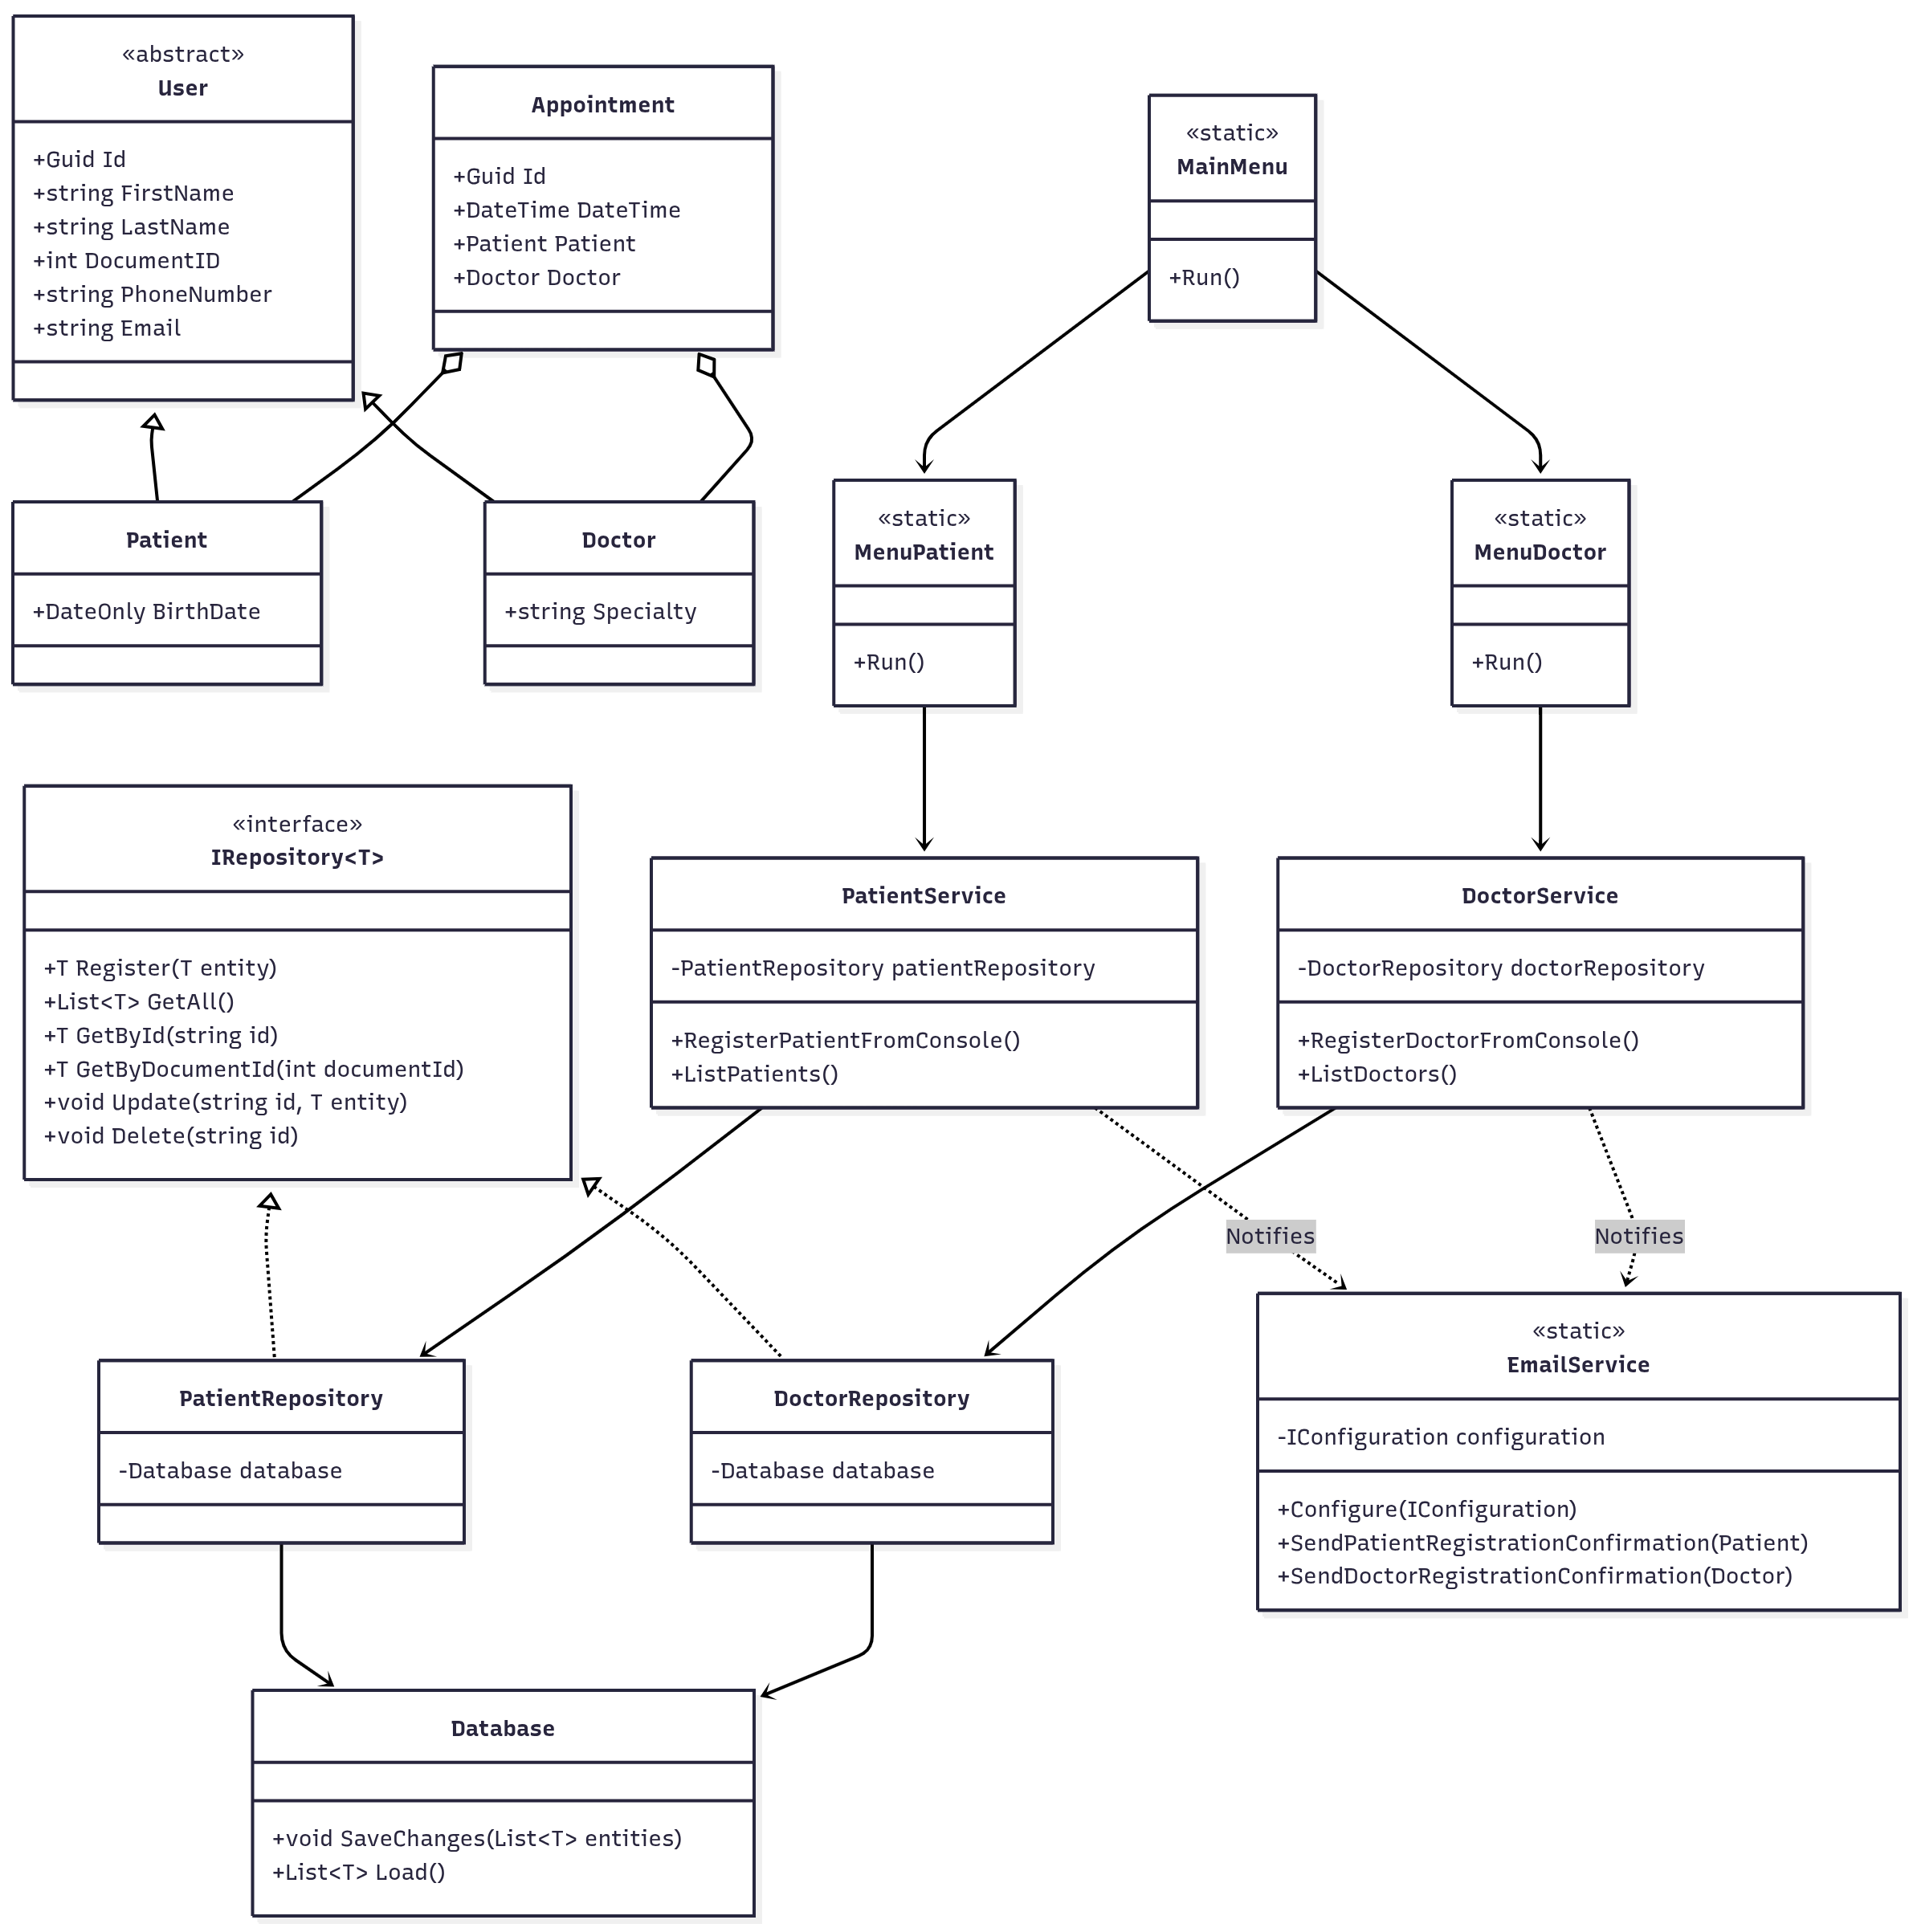 «abstract»
User
+Guid Id
+string FirstName
+string LastName
+int DocumentID
+string PhoneNumber
+string Email
Appointment
+Guid Id
+DateTime DateTime
+Patient Patient
+Doctor Doctor
«static»
MainMenu
+Run()
Patient
+DateOnly BirthDate
Doctor
+string Specialty
«static»
MenuPatient
+Run()
«static»
MenuDoctor
+Run()
«interface»
IRepository<T>
+T Register(T entity)
+List<T> GetAll()
+T GetById(string id)
+T GetByDocumentId(int documentId)
+void Update(string id, T entity)
+void Delete(string id)
PatientService
-PatientRepository patientRepository
+RegisterPatientFromConsole()
+ListPatients()
DoctorService
-DoctorRepository doctorRepository
+RegisterDoctorFromConsole()
+ListDoctors()
Notifies
Notifies
PatientRepository
-Database database
DoctorRepository
-Database database
«static»
EmailService
-IConfiguration configuration
+Configure(IConfiguration)
+SendPatientRegistrationConfirmation(Patient)
+SendDoctorRegistrationConfirmation(Doctor)
Database
+void SaveChanges(List<T> entities)
+List<T> Load()